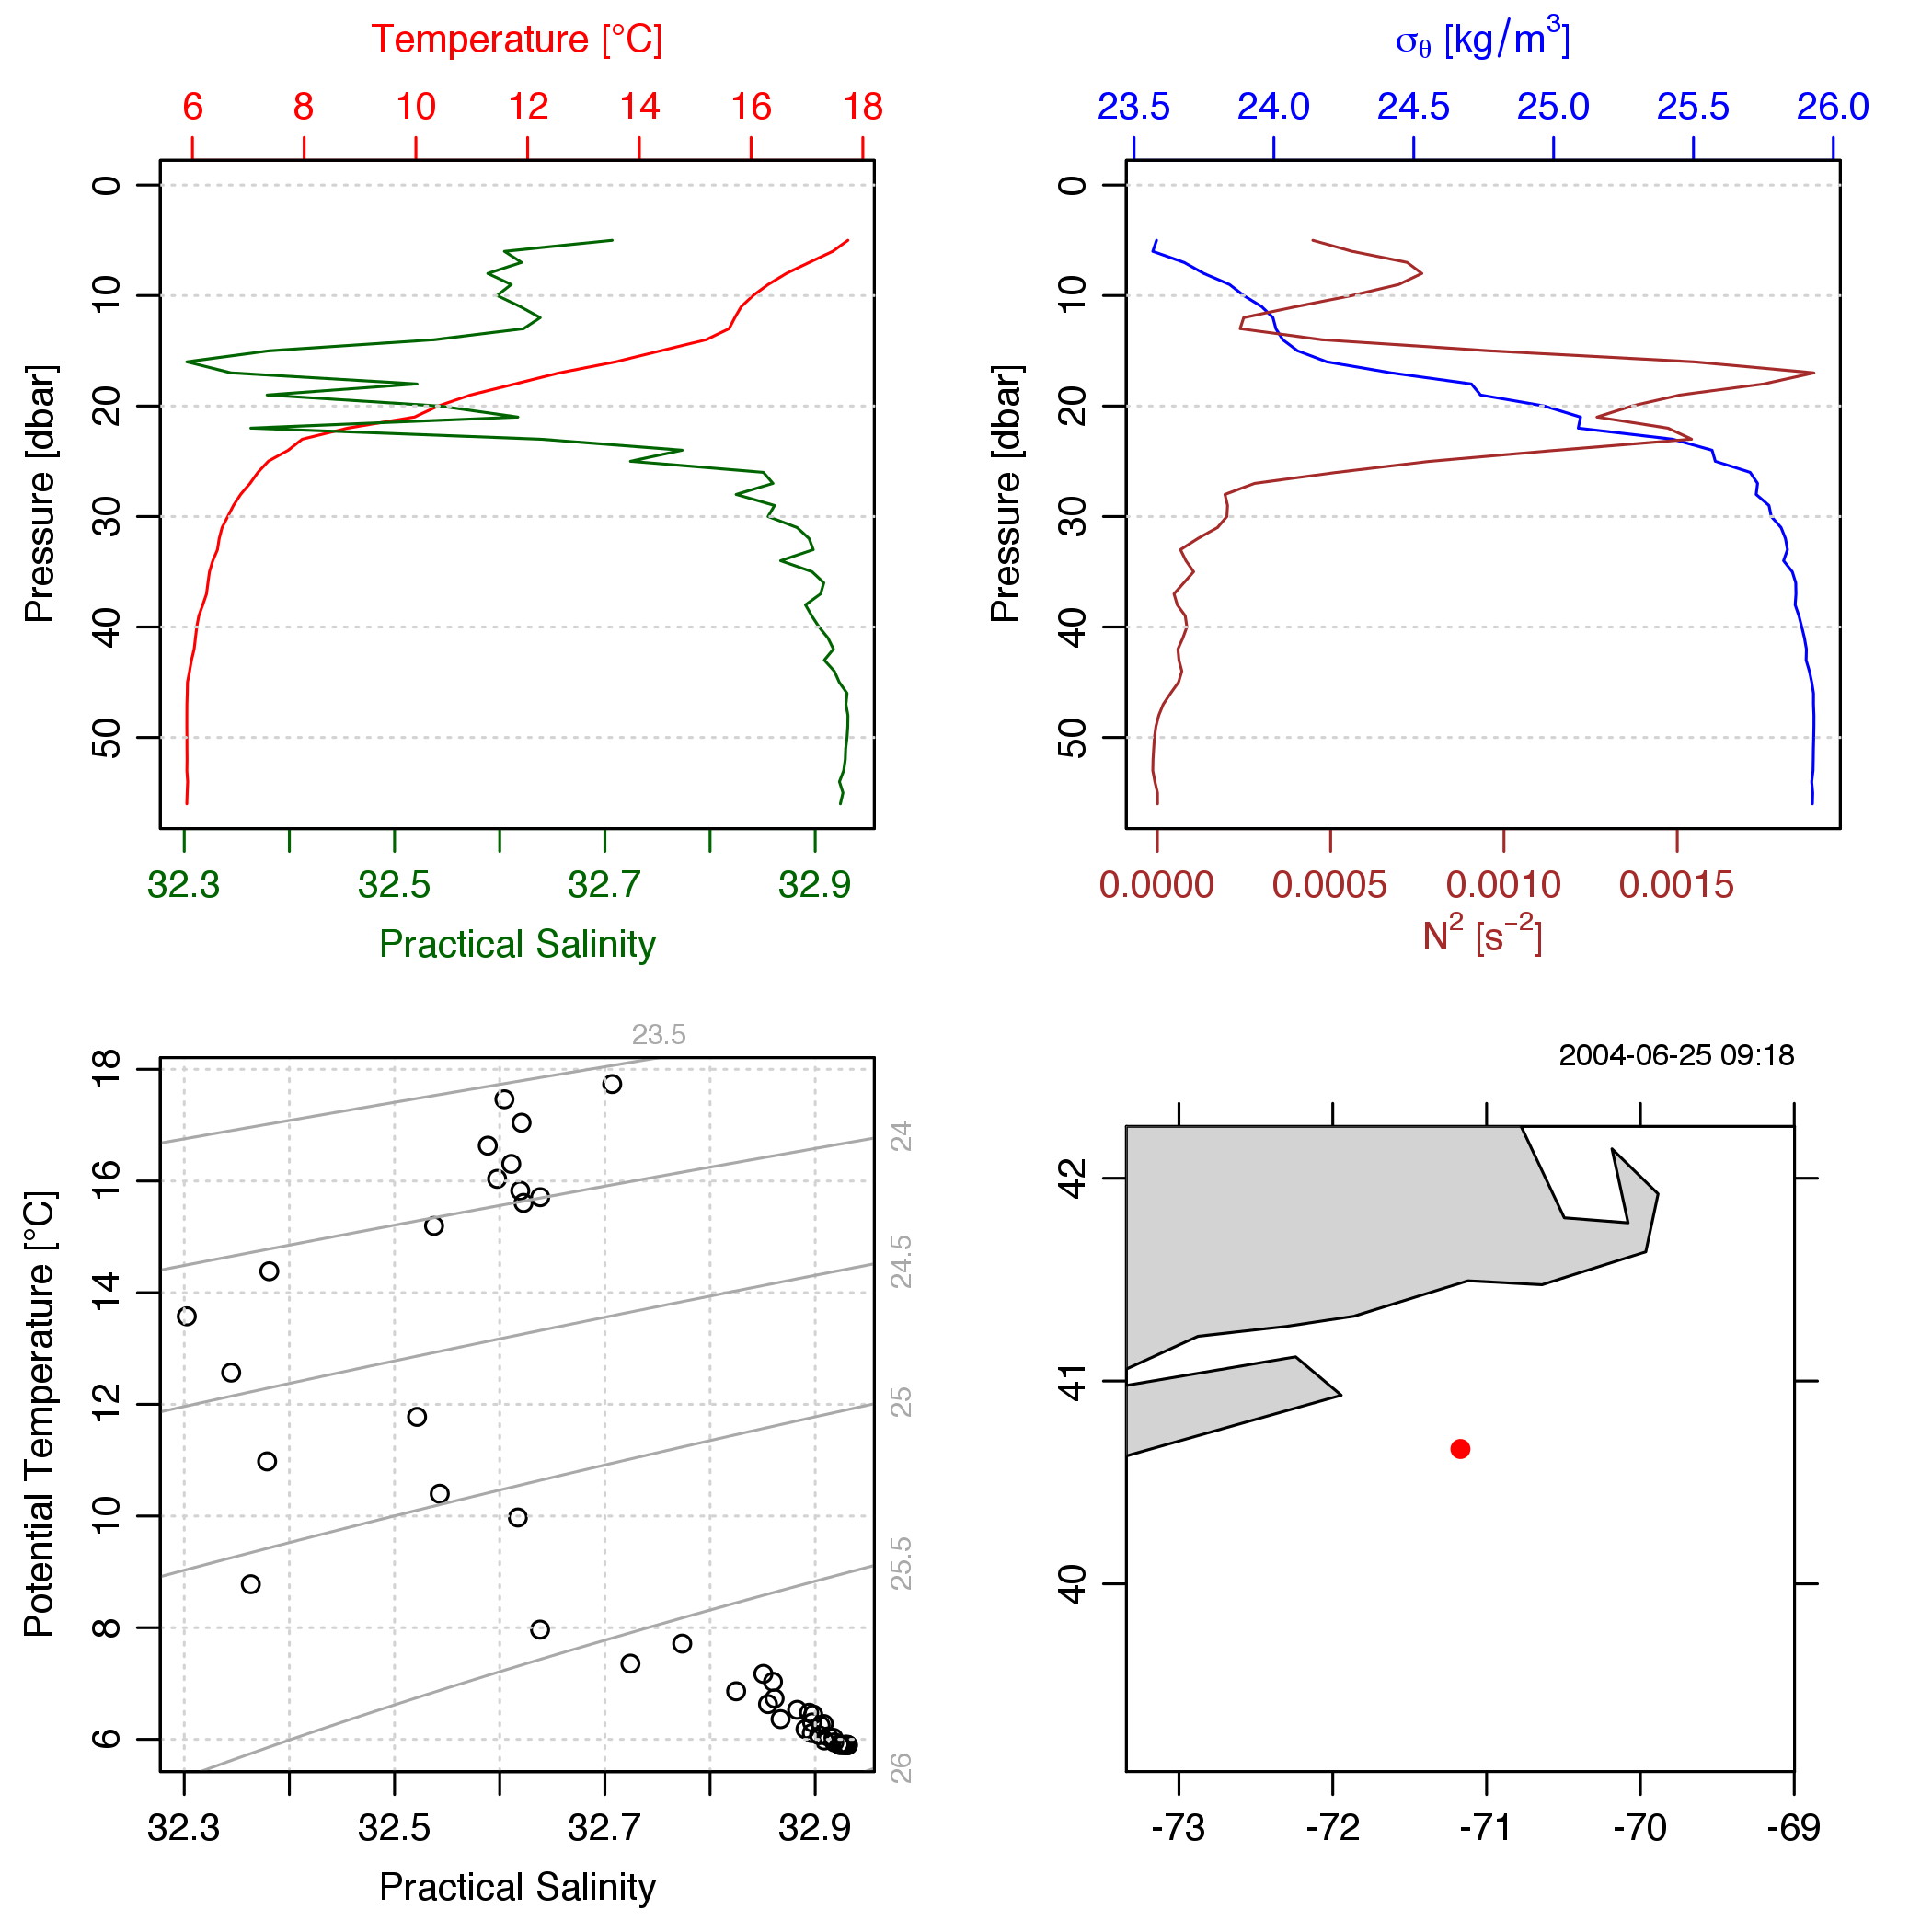 Temperature [°C]
6 8 10 12 14 16 18
Pressure [dbar]
0 10 20 30 40 50
32.3 32.5 32.7 32.9
Practical Salinity
σθ [kg/m³]
23.5 24.0 24.5 25.0 25.5 26.0
Pressure [dbar]
0 10 20 30 40 50
0.0000 0.0005 0.0010 0.0015
N² [s⁻²]
23.5
24
24.5
25
25.5
26
Potential Temperature [°C]
18 16 14 12 10 8 6
32.3 32.5 32.7 32.9
Practical Salinity
2004-06-25 09:18
42
41
40
-73 -72 -71 -70 -69